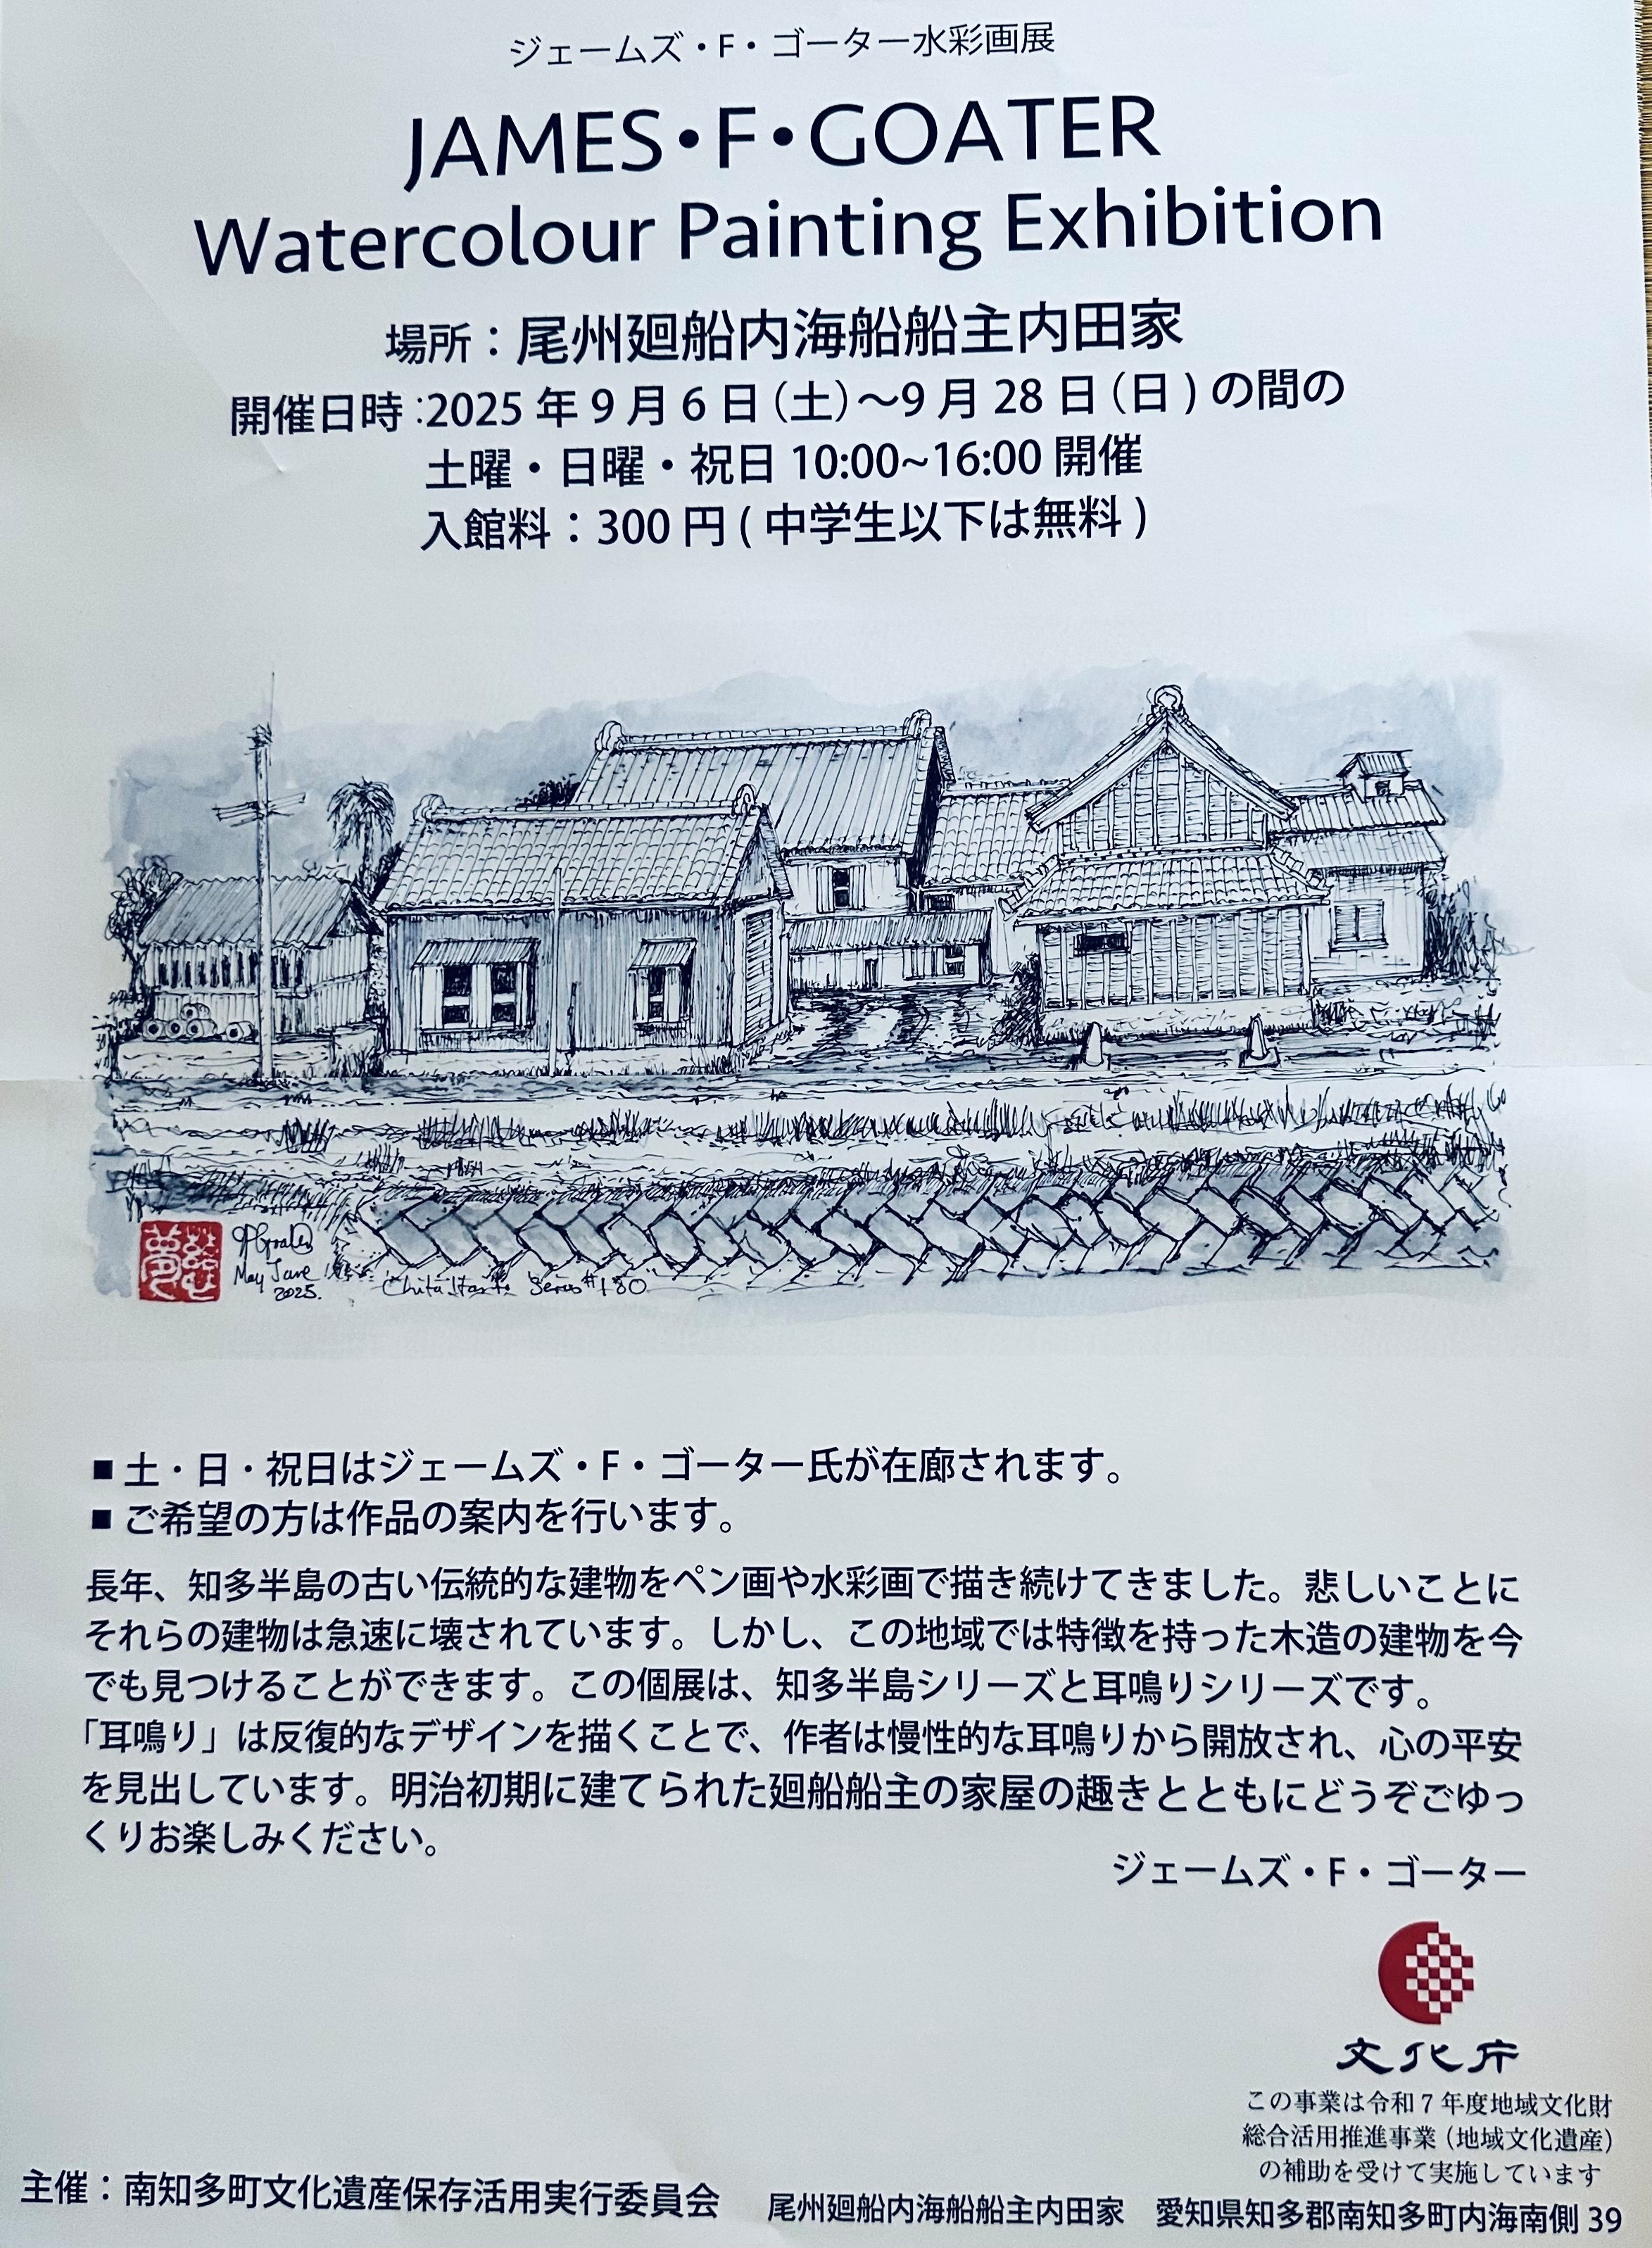 ジェームズ・F・ゴーター水彩画展
JAMES・F・GOATER
Watercolour Painting Exhibition
場所：尾州廻船内海船船主内田家
開催日時:2025年9月6日（土）～9月28日（日)の間の
土曜・日曜・祝日 10:00~16:00 開催
入館料：300円(中学生以下は無料)
May June
2025.
Series #180
■土・日・祝日はジェームズ・F・ゴーター氏が在廊されます。
■ご希望の方は作品の案内を行います。
長年、知多半島の古い伝統的な建物をペン画や水彩画で描き続けてきました。悲しいことに
それらの建物は急速に壊されています。しかし、この地域では特徴を持った木造の建物を今
でも見つけることができます。この個展は、知多半島シリーズと耳鳴りシリーズです。
「耳鳴り」は反復的なデザインを描くことで、作者は慢性的な耳鳴りから開放され、心の平安
を見出しています。明治初期に建てられた廻船船主の家屋の趣きとともにどうぞごゆっ
くりお楽しみください。
ジェームズ・F・ゴーター
文化庁
この事業は令和7年度地域文化財
総合活用推進事業（地域文化遺産）
の補助を受けて実施しています
主催：南知多町文化遺産保存活用実行委員会 尾州廻船内海船船主内田家 愛知県知多郡南知多町内海南側39